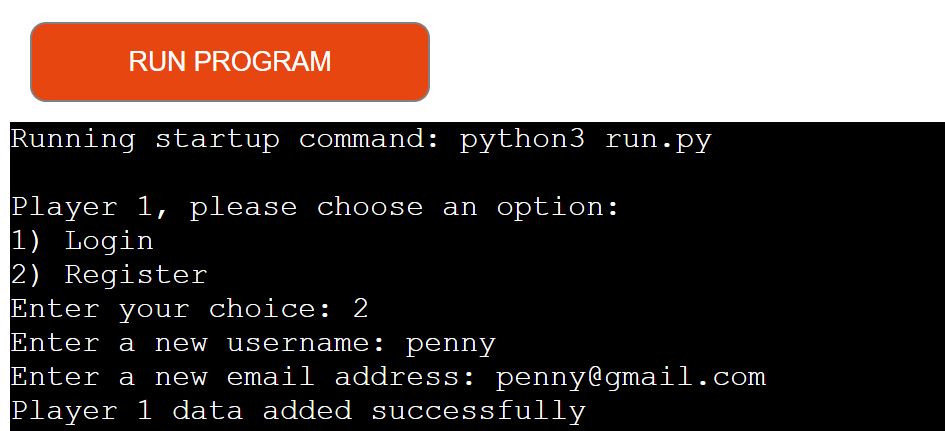 RUN PROGRAM
Running startup command: python3 run.py
Player 1, please choose an option:
1) Login
2) Register
Enter your choice: 2
Enter a new username: penny
Enter a new email address: penny@gmail.com
Player 1 data added successfully